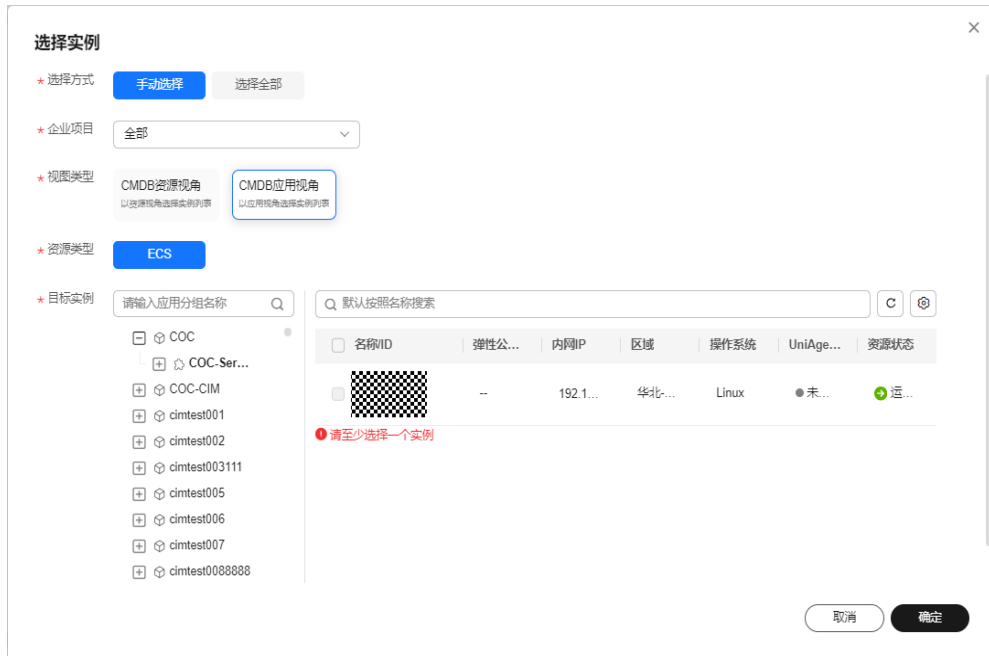 选择实例
* 选择方式 手动选择 选择全部
* 企业项目 全部
* 视图类型 CMDB资源视角 CMDB应用视角
以资源视角选择实例列表 以应用视角选择实例列表
* 资源类型 ECS
* 目标实例 请输入应用分组名称 默认按照名称搜索
名称/ID 弹性公... 内网IP 区域 操作系统 UniAge... 资源状态
-- 192.1... 华北-... Linux 未... 运...
请至少选择一个实例
COC
COC-Ser...
COC-CIM
cimtest001
cimtest002
cimtest003111
cimtest005
cimtest006
cimtest007
cimtest0088888
取消 确定